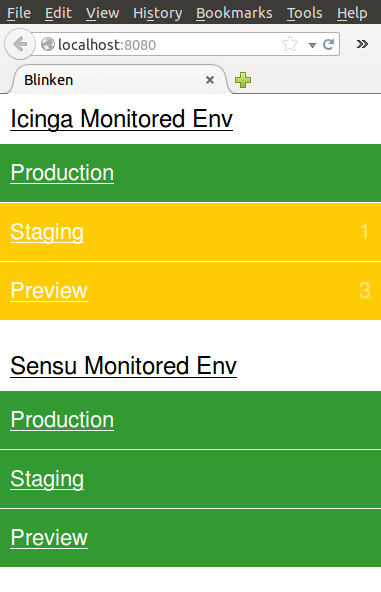 File Edit View History Bookmarks Tools Help
localhost:8080
Blinken
Icinga Monitored Env
Production
Staging 1
Preview 3
Sensu Monitored Env
Production
Staging
Preview